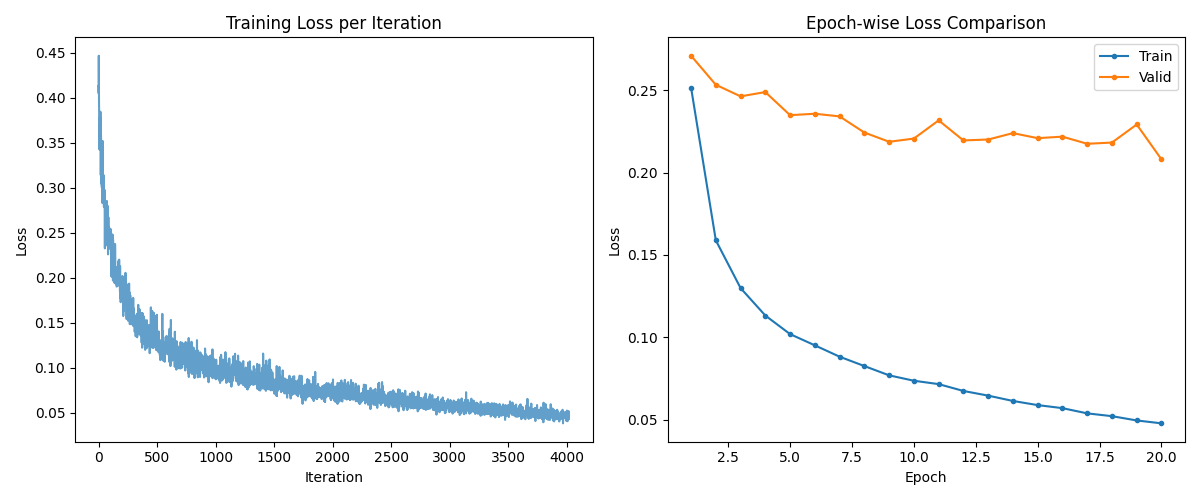 Training Loss per Iteration
Loss
0.45
0.40
0.35
0.30
0.25
0.20
0.15
0.10
0.05
0 500 1000 1500 2000 2500 3000 3500 4000
Iteration
Epoch-wise Loss Comparison
Train
Valid
Loss
0.25
0.20
0.15
0.10
0.05
2.5 5.0 7.5 10.0 12.5 15.0 17.5 20.0
Epoch